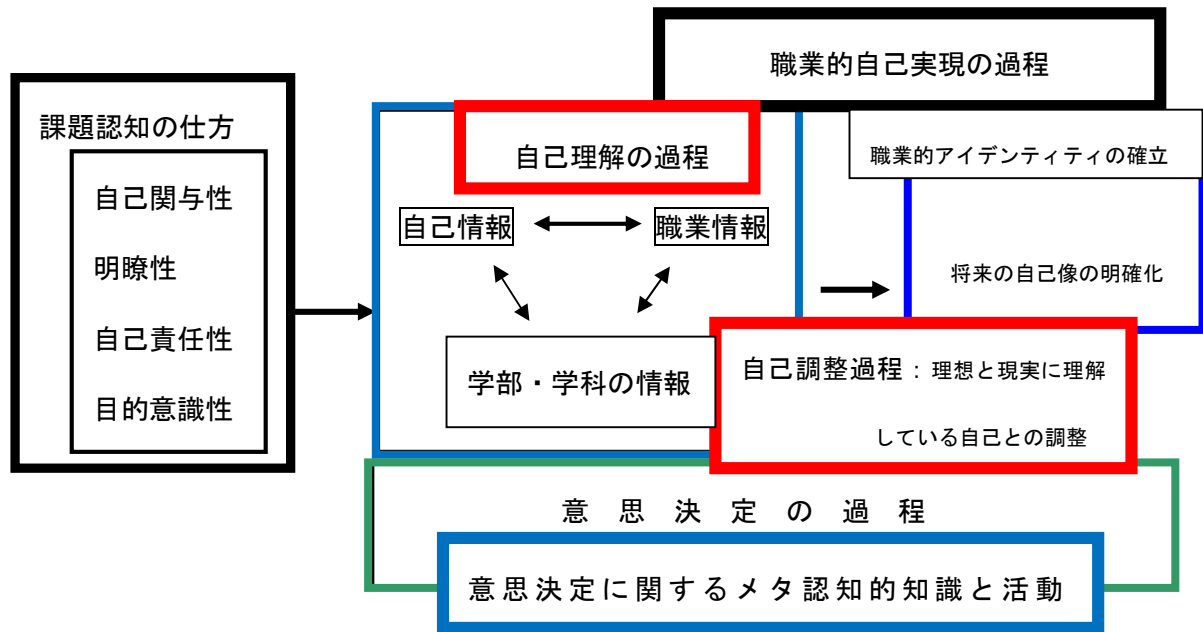 職業的自己実現の過程
課題認知の仕方
自己関与性
明瞭性
自己責任性
目的意識性
自己理解の過程
自己情報
職業情報
学部・学科の情報
職業的アイデンティティの確立
将来の自己像の明確化
自己調整過程：理想と現実に理解
している自己との調整
意思決定の過程
意思決定に関するメタ認知的知識と活動